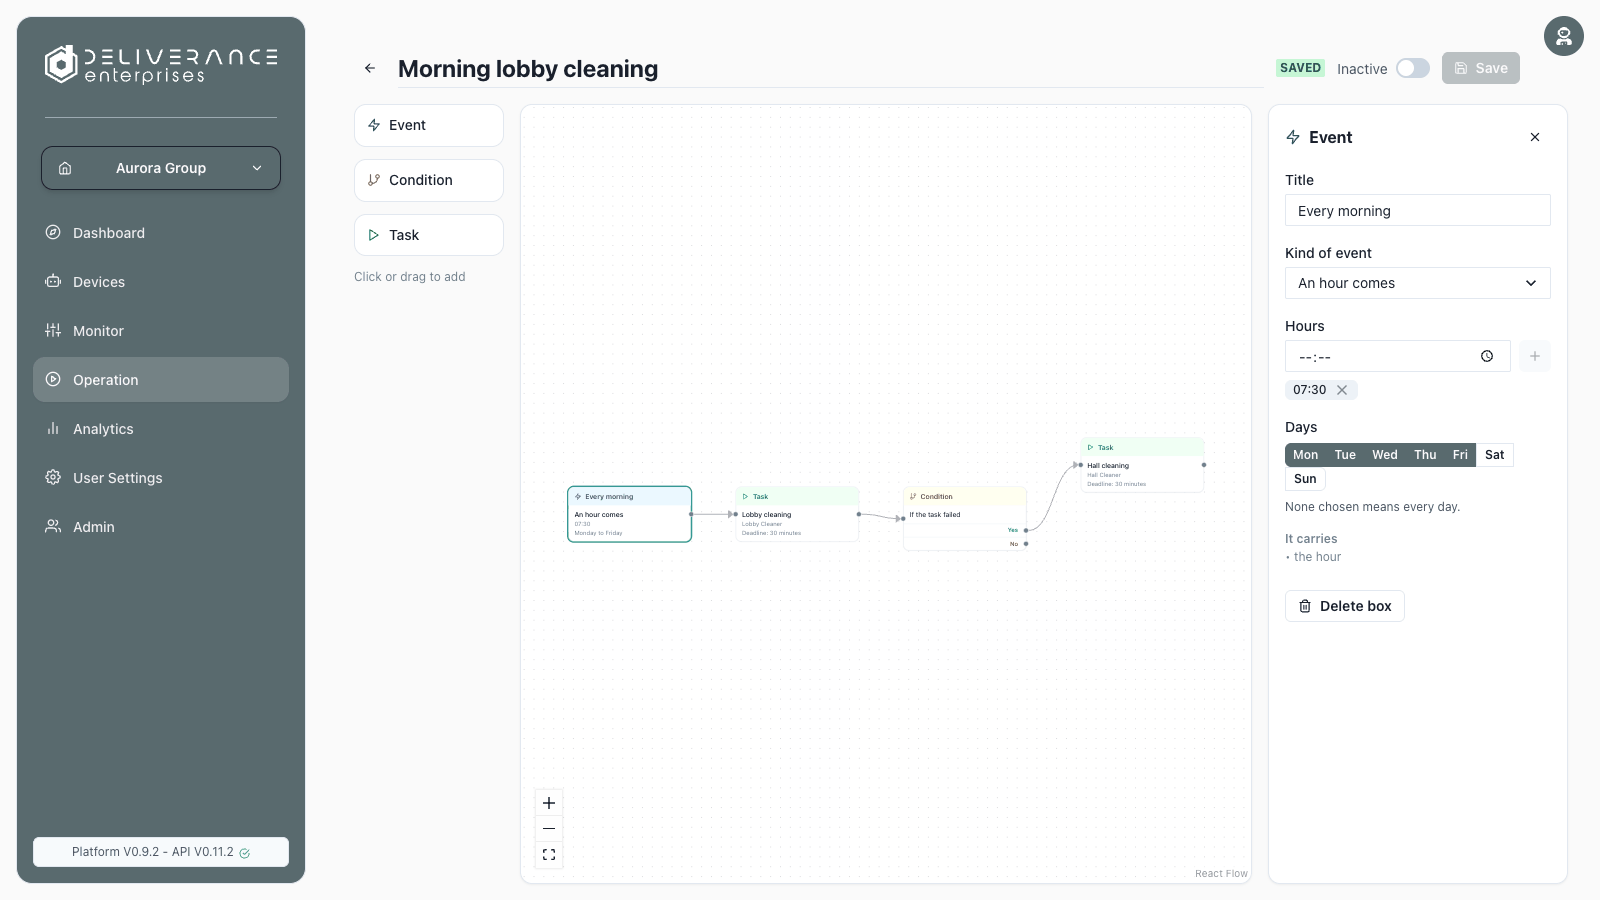 DELIVERANCE
enterprises
Aurora Group
Dashboard
Devices
Monitor
Operation
Analytics
User Settings
Admin
Platform V0.9.2 - API V0.11.2
Morning lobby cleaning
SAVED
Inactive
Save
Event
Condition
Task
Click or drag to add
Every morning
An hour comes
07:30
Monday to Friday
Task
Lobby cleaning
Lobby Cleaner
Deadline: 30 minutes
Condition
If the task failed
Yes
No
Task
Hall cleaning
Hall Cleaner
Deadline: 30 minutes
React Flow
Event
Title
Every morning
Kind of event
An hour comes
Hours
--:--
07:30
Days
Mon Tue Wed Thu Fri Sat
Sun
None chosen means every day.
It carries
• the hour
Delete box